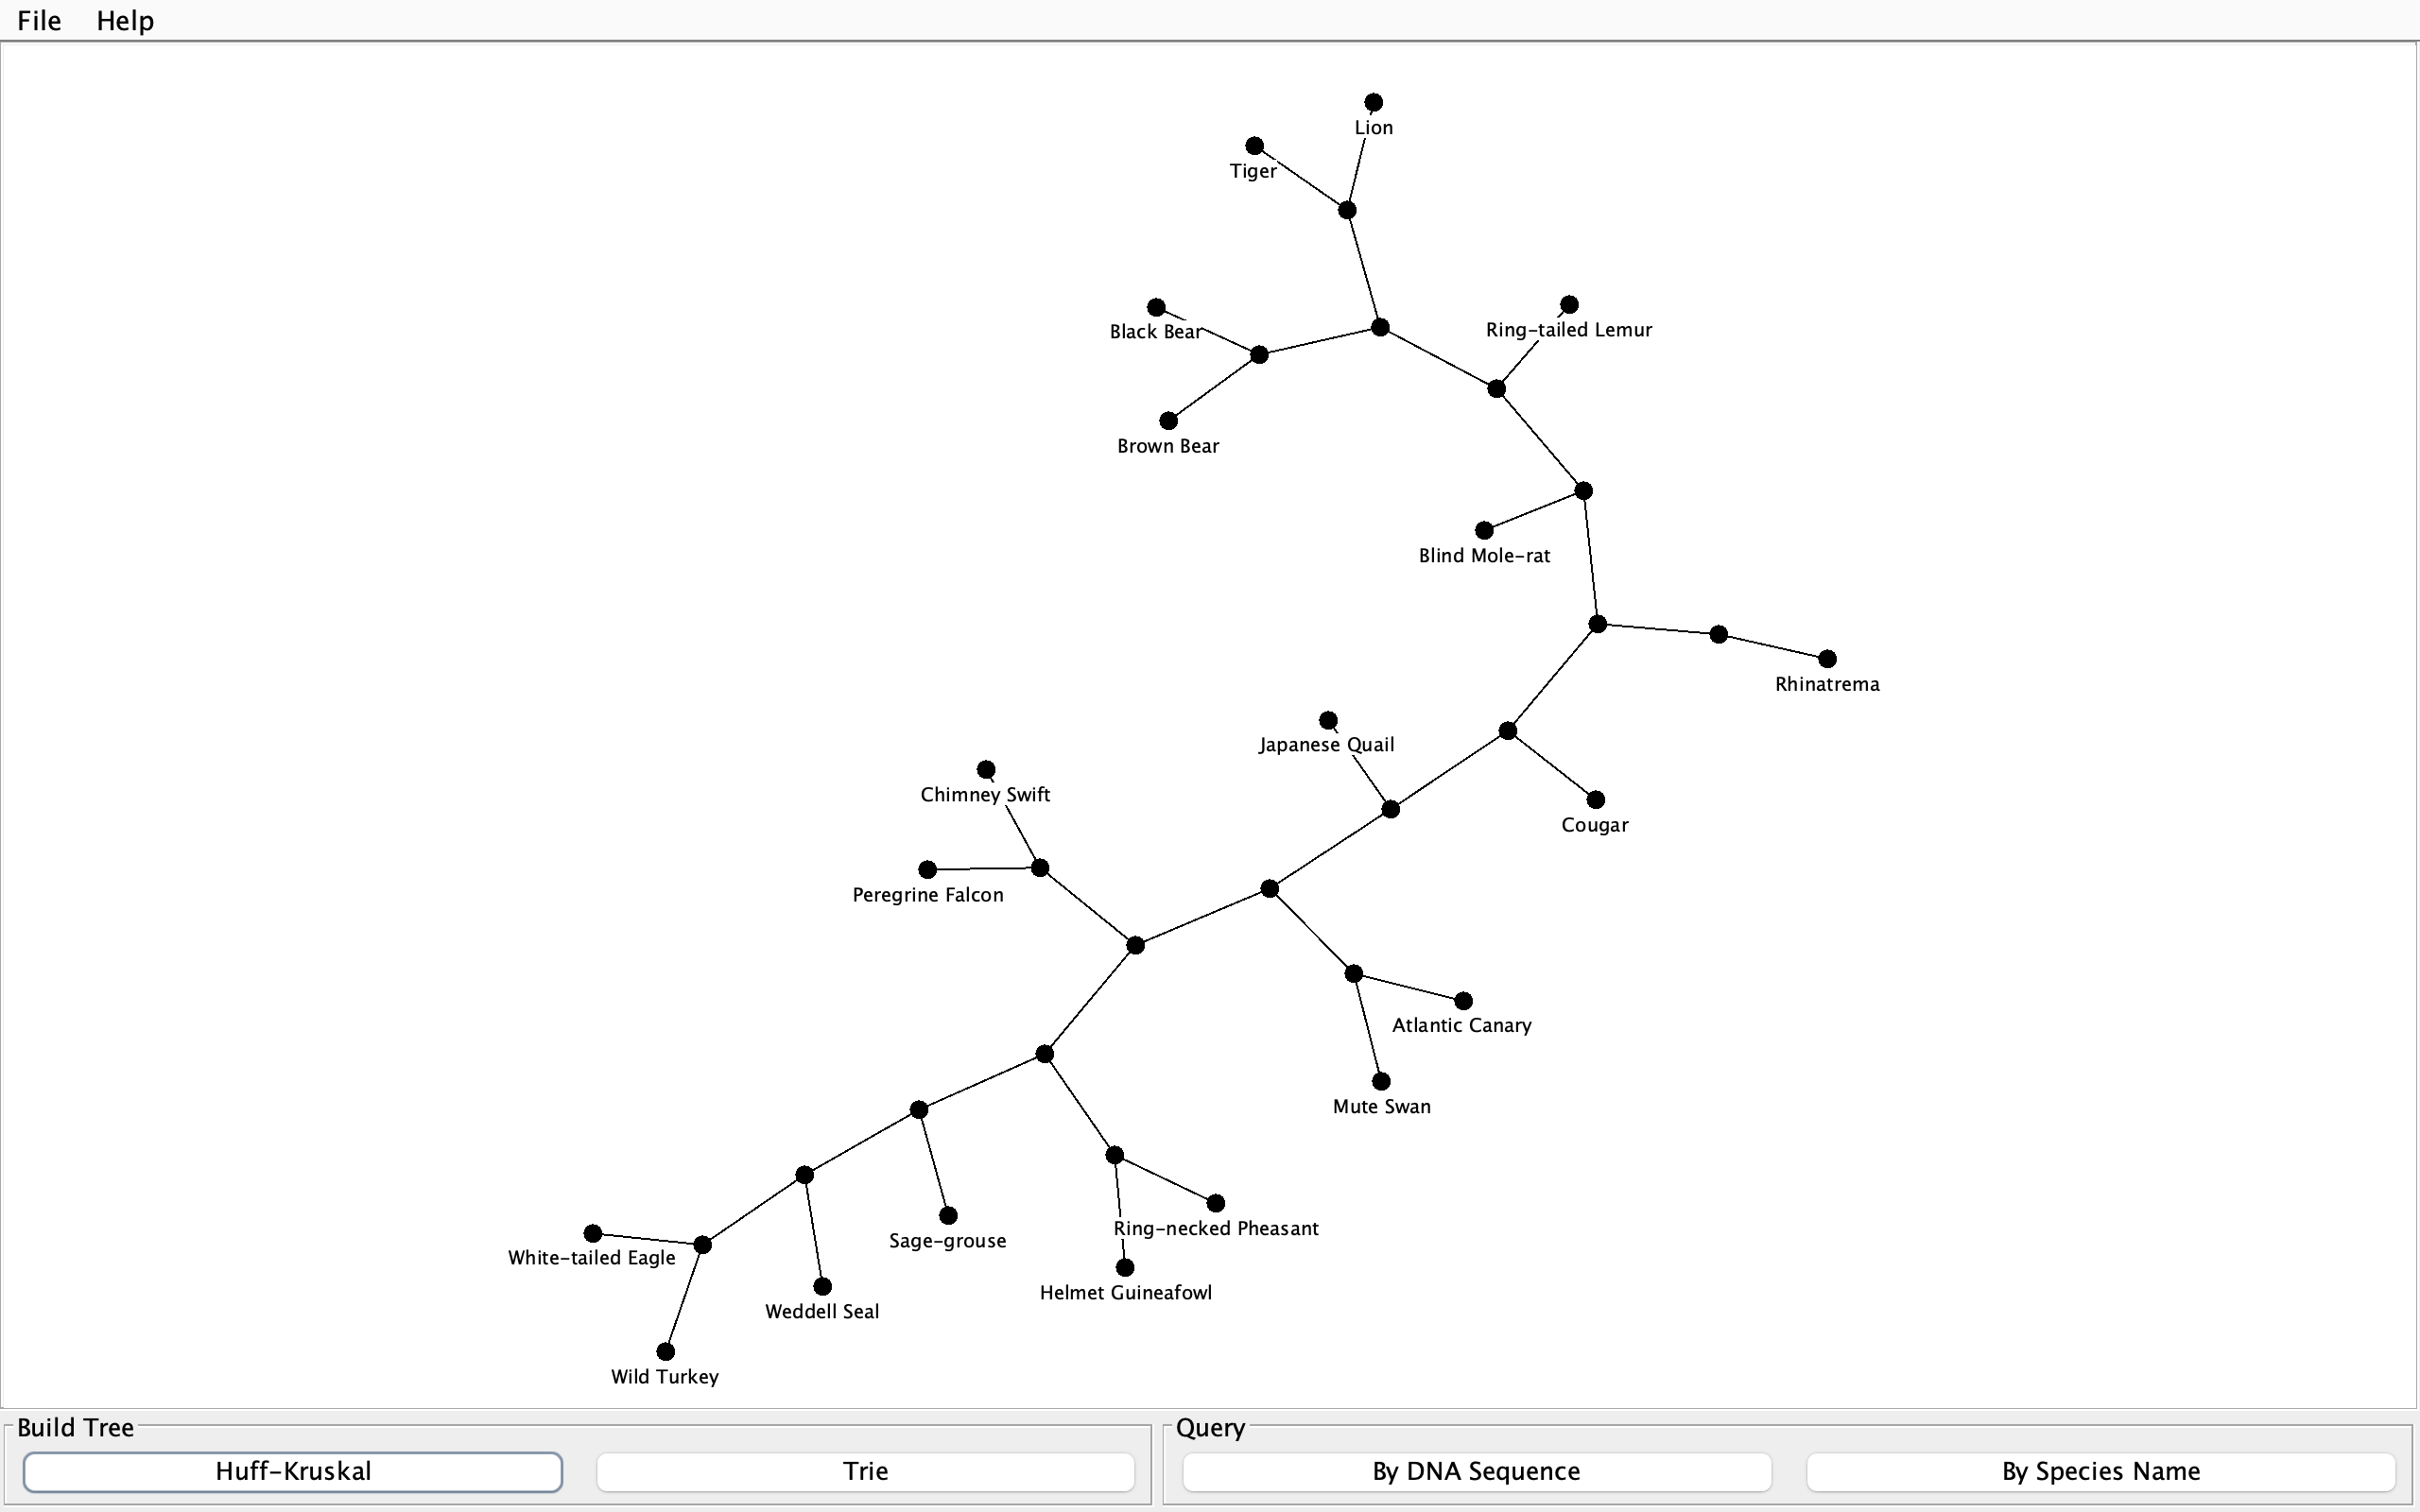 File Help
Lion
Tiger
Ring-tailed Lemur
Black Bear
Brown Bear
Blind Mole-rat
Rhinatrema
Japanese Quail
Chimney Swift
Cougar
Peregrine Falcon
Atlantic Canary
Mute Swan
Ring-necked Pheasant
Sage-grouse
White-tailed Eagle
Helmet Guineafowl
Weddell Seal
Wild Turkey
Build Tree
Huff-Kruskal Trie
Query
By DNA Sequence By Species Name